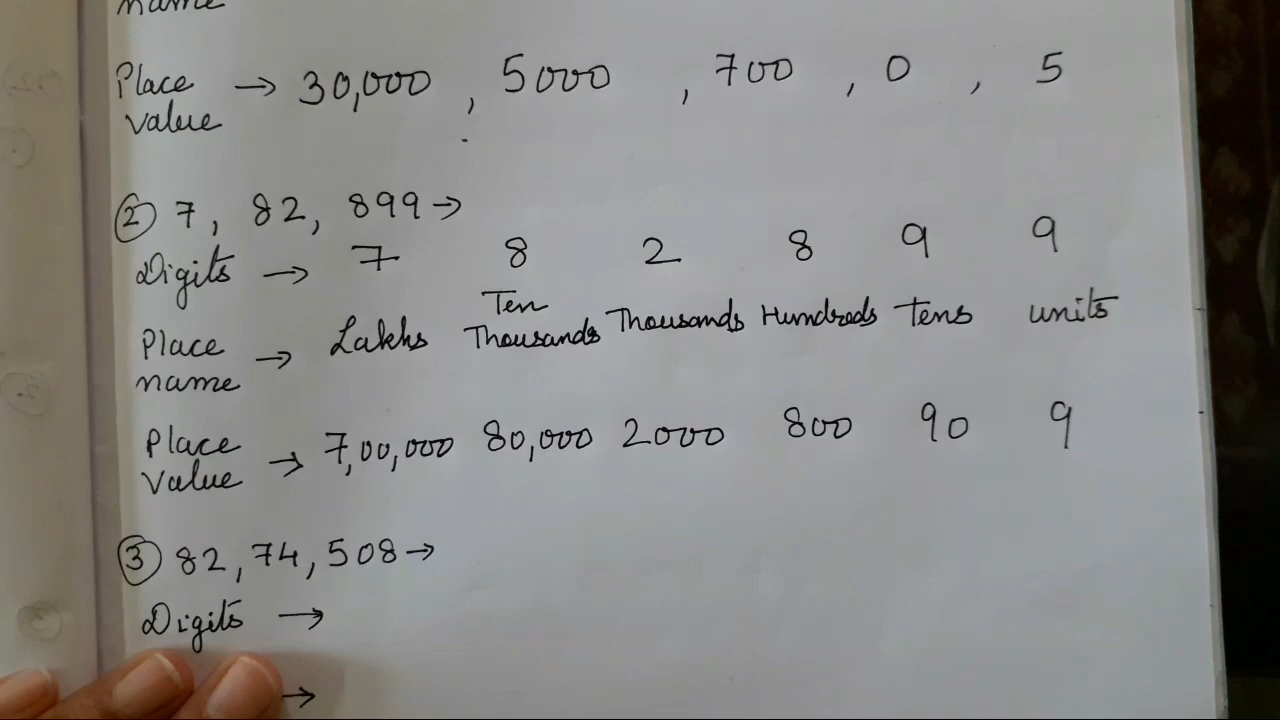 name
Place value → 30,000 , 5000 , 700 , 0 , 5
② 7, 82, 899 →
Digits → 7 8 2 8 9 9
Place name → Lakhs Ten Thousands Thousands Hundreds tens units
Place value → 7,00,000 80,000 2000 800 90 9
③ 82,74,508 →
Digits →
→